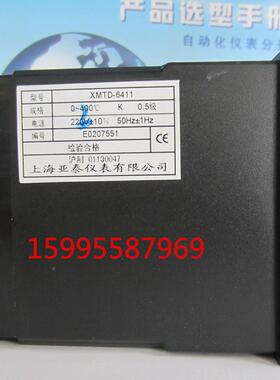 产品选型手册
自动化仪表分
型号 XMTD-6411
规格 0~400℃ K 0.5级
电源 220V±10% 50Hz±1Hz
编号 E0207551
检验合格
沪制 01130047
上海亚泰仪表有限公司
15995587969